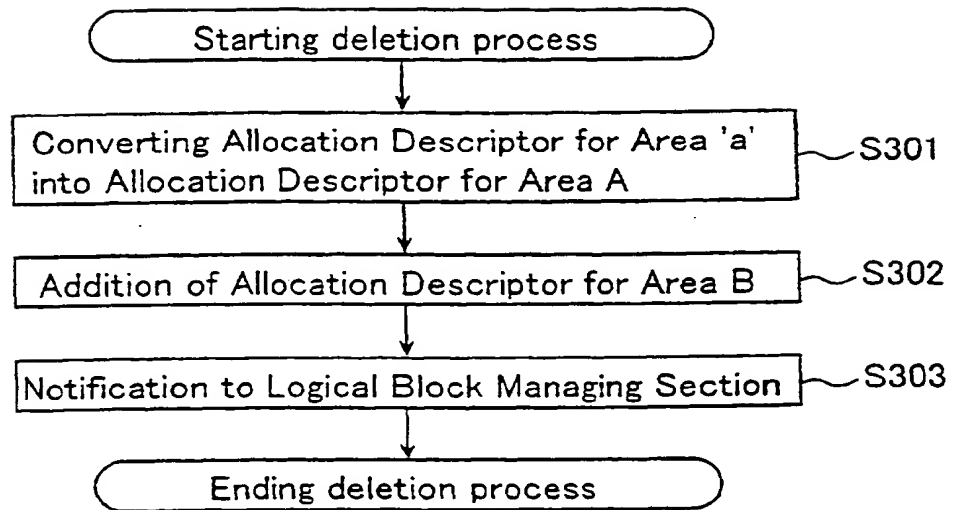 Starting deletion process
Converting Allocation Descriptor for Area 'a'
into Allocation Descriptor for Area A
S301
Addition of Allocation Descriptor for Area B
S302
Notification to Logical Block Managing Section
S303
Ending deletion process